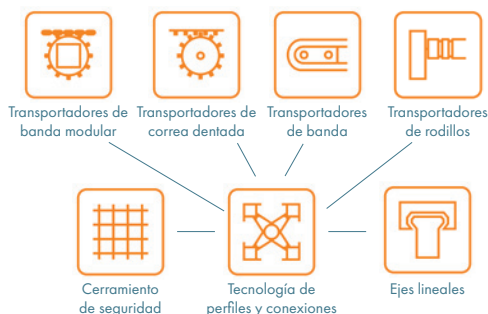 Transportadores de
banda modular
Transportadores de
correa dentada
Transportadores
de banda
Transportadores
de rodillos
Cerramiento
de seguridad
Tecnología de
perfiles y conexiones
Ejes lineales